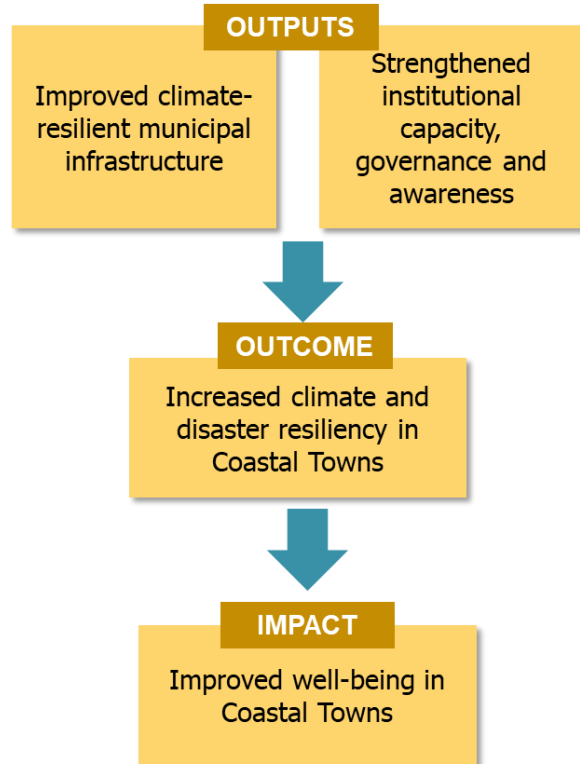 OUTPUTS
Improved climate-
resilient municipal
infrastructure
Strengthened
institutional
capacity,
governance and
awareness
OUTCOME
Increased climate and
disaster resiliency in
Coastal Towns
IMPACT
Improved well-being in
Coastal Towns